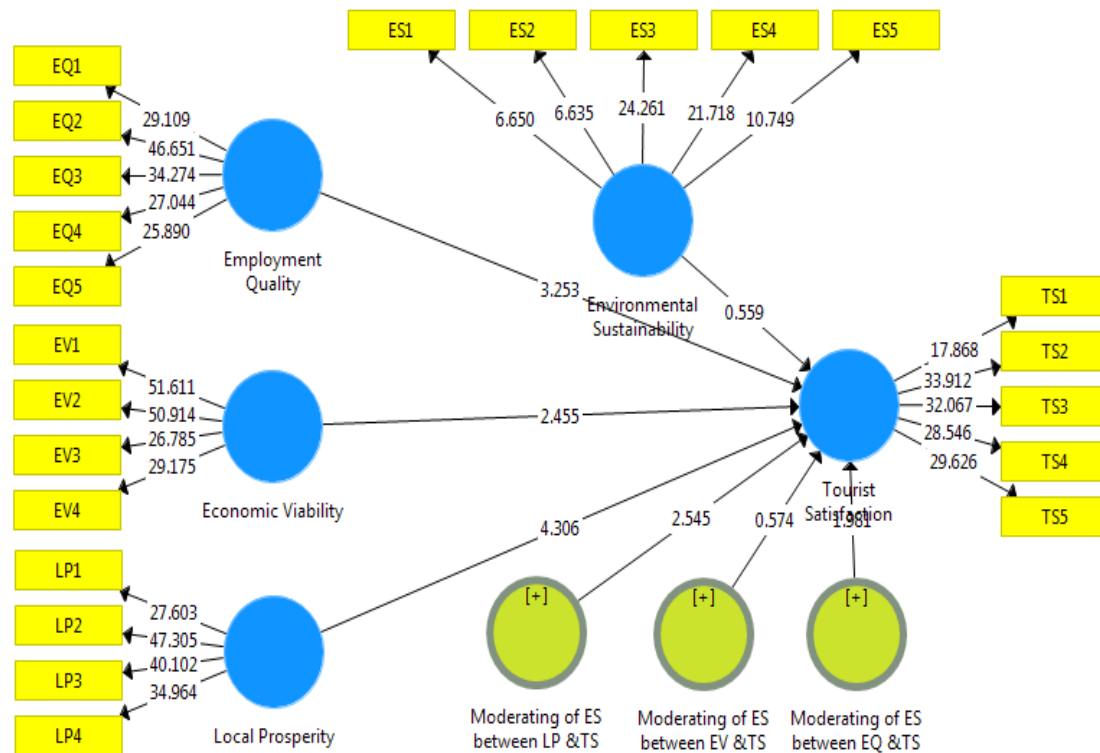 ES1
ES2
ES3
ES4
ES5
6.650
6.635
24.261
21.718
10.749
EQ1
EQ2
EQ3
EQ4
EQ5
29.109
46.651
34.274
27.044
25.890
Employment
Quality
3.253
Environmental
Sustainability
0.559
EV1
EV2
EV3
EV4
51.611
50.914
26.785
29.175
Economic Viability
2.455
TS1
TS2
TS3
TS4
TS5
17.868
33.912
32.067
28.546
29.626
Tourist
Satisfaction
LP1
LP2
LP3
LP4
27.603
47.305
40.102
34.964
Local Prosperity
4.306
2.545
0.574
1.981
[+]
[+]
[+]
Moderating of ES
between LP &TS
Moderating of ES
between EV &TS
Moderating of ES
between EQ &TS